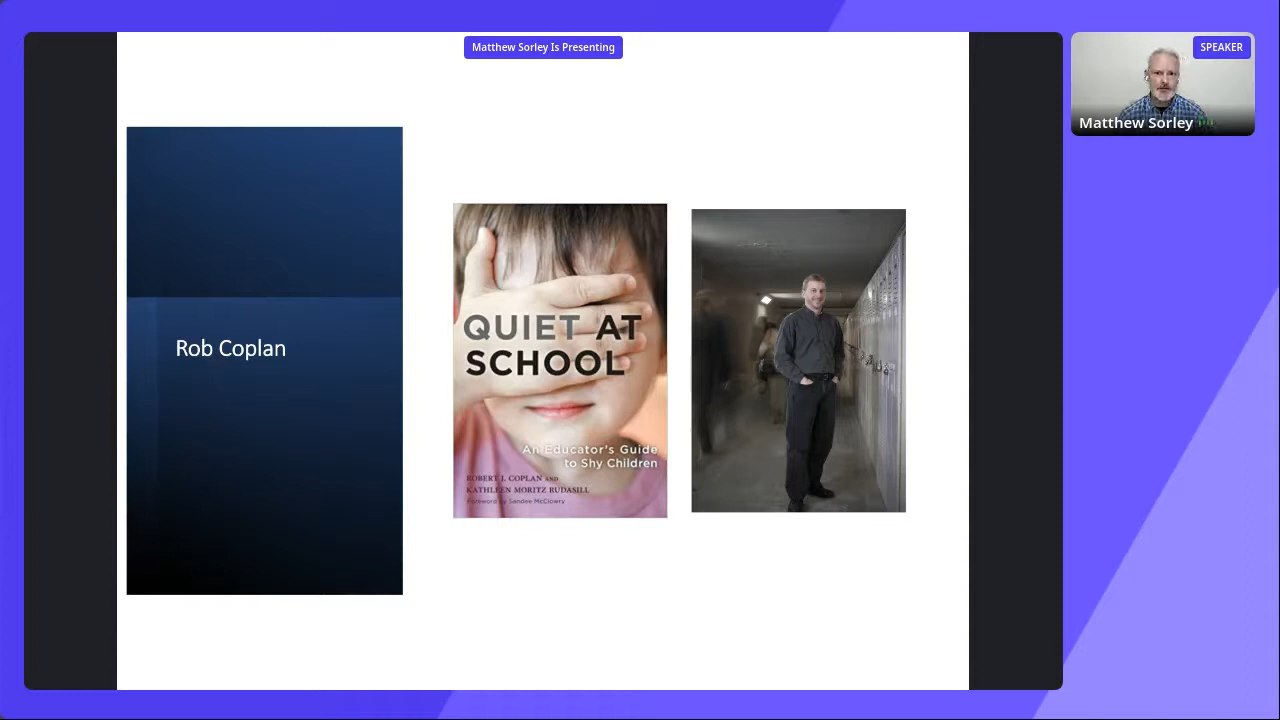 Matthew Sorley Is Presenting
SPEAKER
Matthew Sorley
Rob Coplan
QUIET AT
SCHOOL
An Educator's Guide
to Shy Children
ROBERT J. COPLAN AND
KATHLEEN MORITZ RUDASILL
Foreword by Sandee McClowry